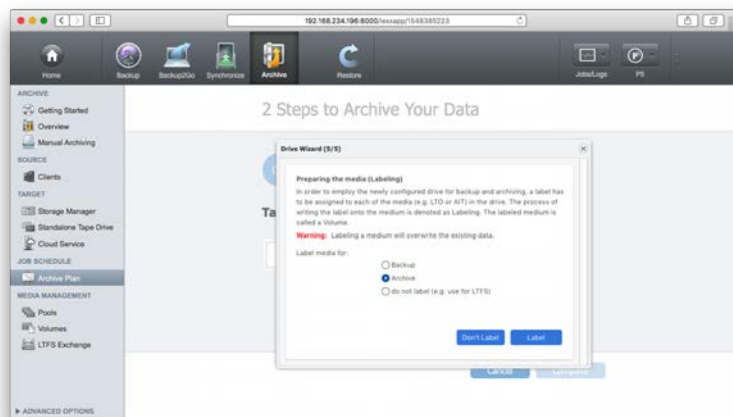 192.168.234.196:8000/lexxapp/1548385223
Home
Backup
Backup2Go
Synchronize
Archive
Restore
Jobs/Logs
P5
ARCHIVE
Getting Started
Overview
Manual Archiving
SOURCE
Clients
TARGET
Storage Manager
Standalone Tape Drive
Cloud Service
JOB SCHEDULE
Archive Plan
MEDIA MANAGEMENT
Pools
Volumes
LTFS Exchange
ADVANCED OPTIONS
2 Steps to Archive Your Data
Ta
Drive Wizard (5/5)
Preparing the media (Labeling)
In order to employ the newly configured drive for backup and archiving, a label has
to be assigned to each of the media (e.g. LTO or AIT) in the drive. The process of
writing the label onto the medium is denoted as Labeling. The labeled medium is
called a Volume.
Warning: Labeling a medium will overwrite the existing data.
Label media for:
Backup
Archive
do not label (e.g. use for LTFS)
Don't Label
Label
Cancel